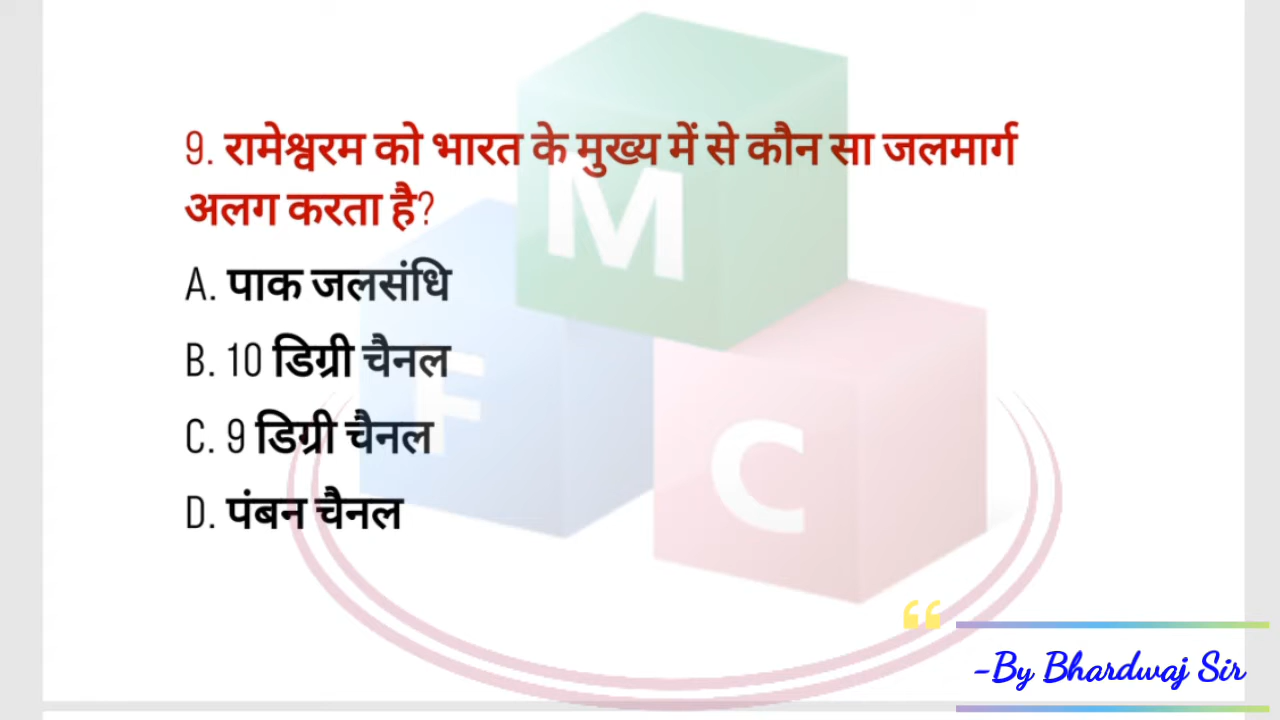 9. रामेश्वरम को भारत के मुख्य में से कौन सा जलमार्ग
अलग करता है?
A. पाक जलसंधि
B. 10 डिग्री चैनल
C. 9 डिग्री चैनल
D. पंबन चैनल
M
F
C
-By Bhardwaj Sir